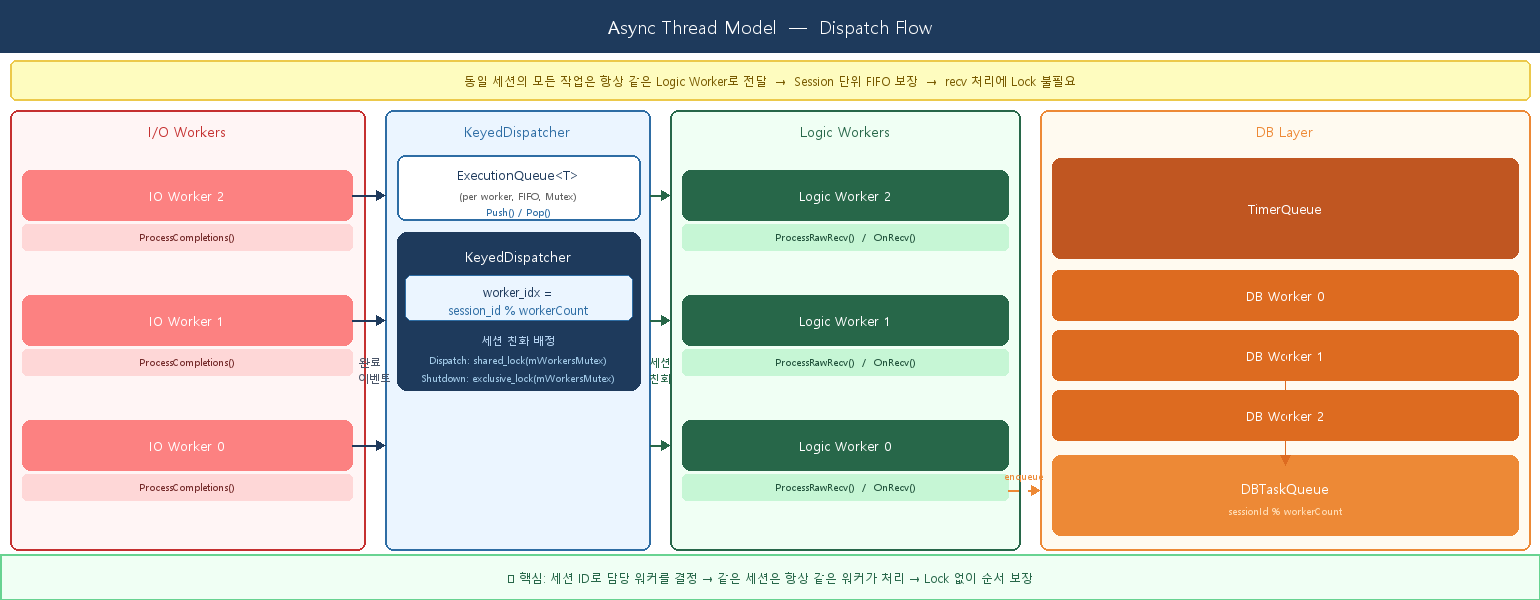 Async Thread Model — Dispatch Flow
동일 세션의 모든 작업은 항상 같은 Logic Worker로 전달 → Session 단위 FIFO 보장 → recv 처리에 Lock 불필요
I/O Workers
IO Worker 2
ProcessCompletions()
IO Worker 1
ProcessCompletions()
IO Worker 0
ProcessCompletions()
완료
이벤트
KeyedDispatcher
ExecutionQueue<T>
(per worker, FIFO, Mutex)
Push() / Pop()
KeyedDispatcher
worker_idx =
session_id % workerCount
세션 친화 배정
Dispatch: shared_lock(mWorkersMutex)
Shutdown: exclusive_lock(mWorkersMutex)
세션
친화
Logic Workers
Logic Worker 2
ProcessRawRecv() / OnRecv()
Logic Worker 1
ProcessRawRecv() / OnRecv()
Logic Worker 0
ProcessRawRecv() / OnRecv()
enqueue
DB Layer
TimerQueue
DB Worker 0
DB Worker 1
DB Worker 2
DBTaskQueue
sessionId % workerCount
핵심: 세션 ID로 담당 워커를 결정 → 같은 세션은 항상 같은 워커가 처리 → Lock 없이 순서 보장